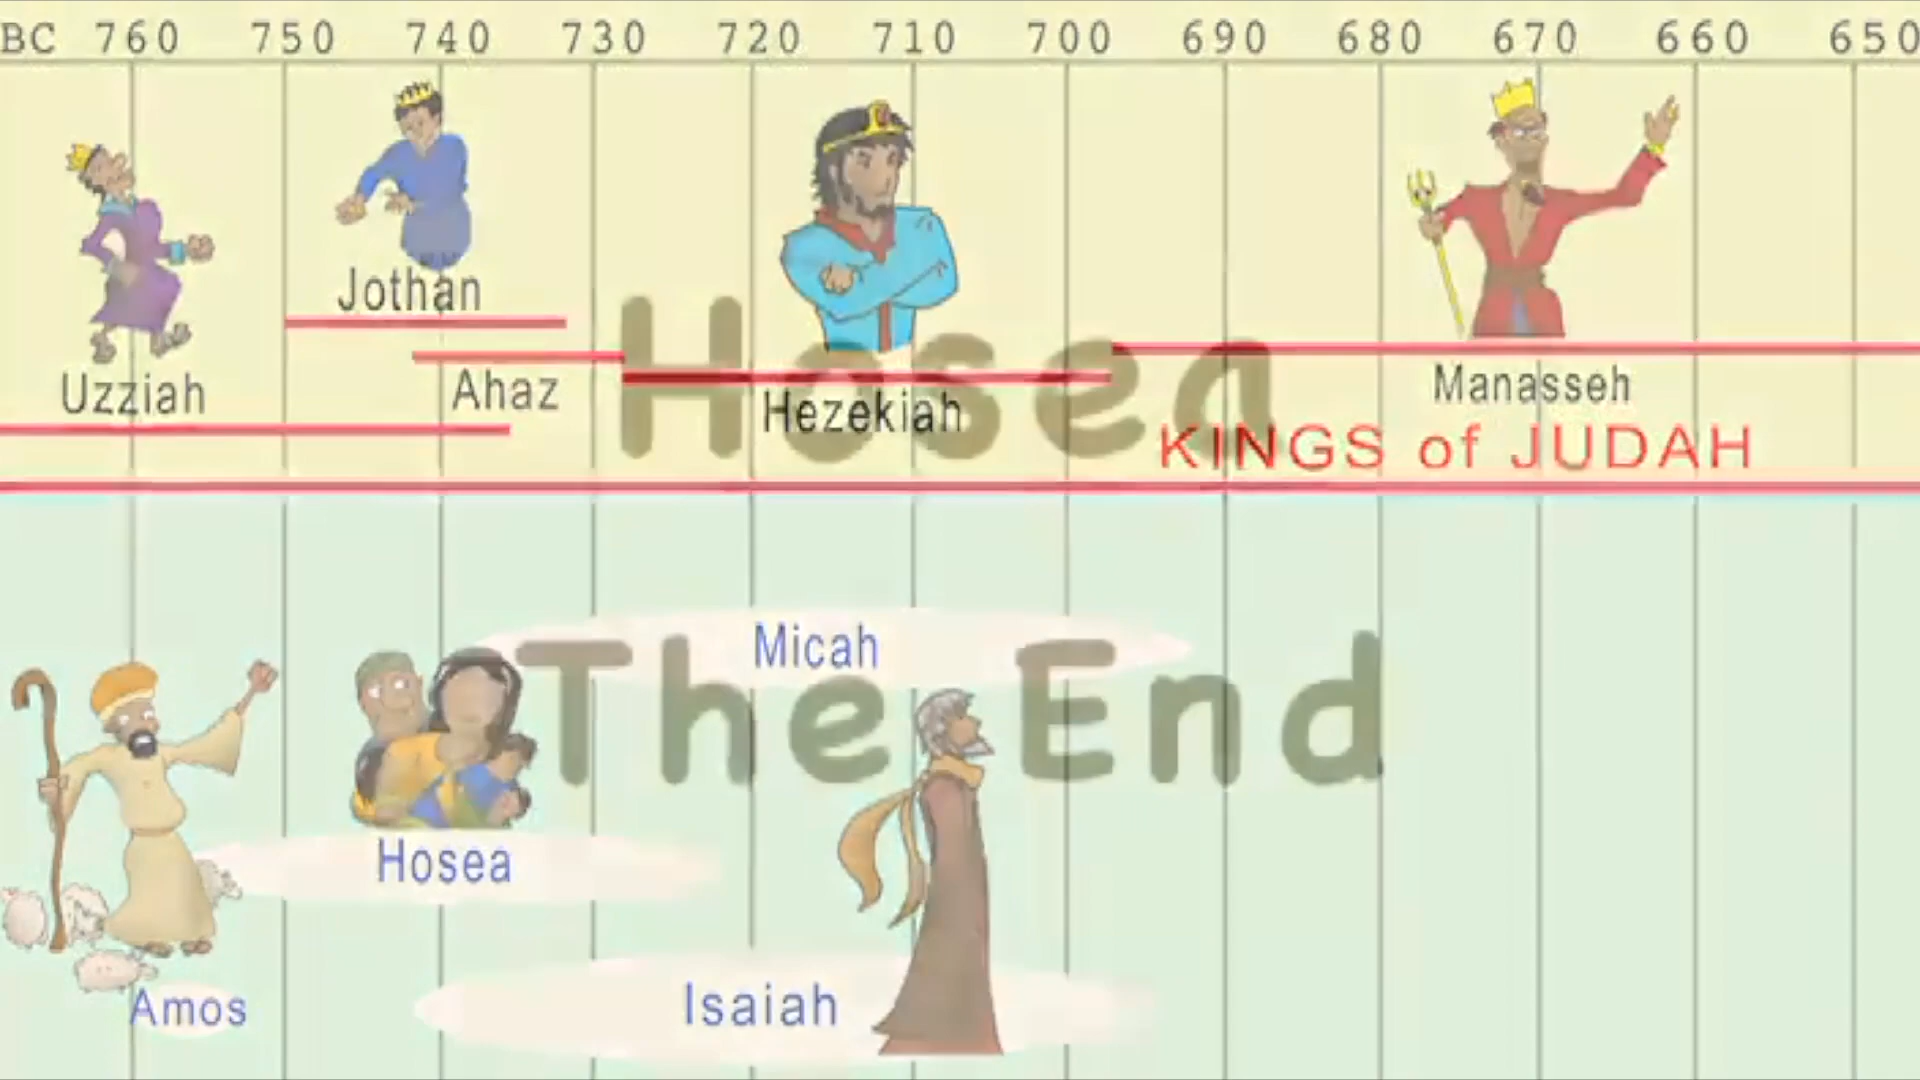 BC 760 750 740 730 720 710 700 690 680 670 660 650
Jothan
Uzziah
Ahaz
Hezekiah
Manasseh
Hosea
KINGS of JUDAH
Micah
The End
Hosea
Amos
Isaiah